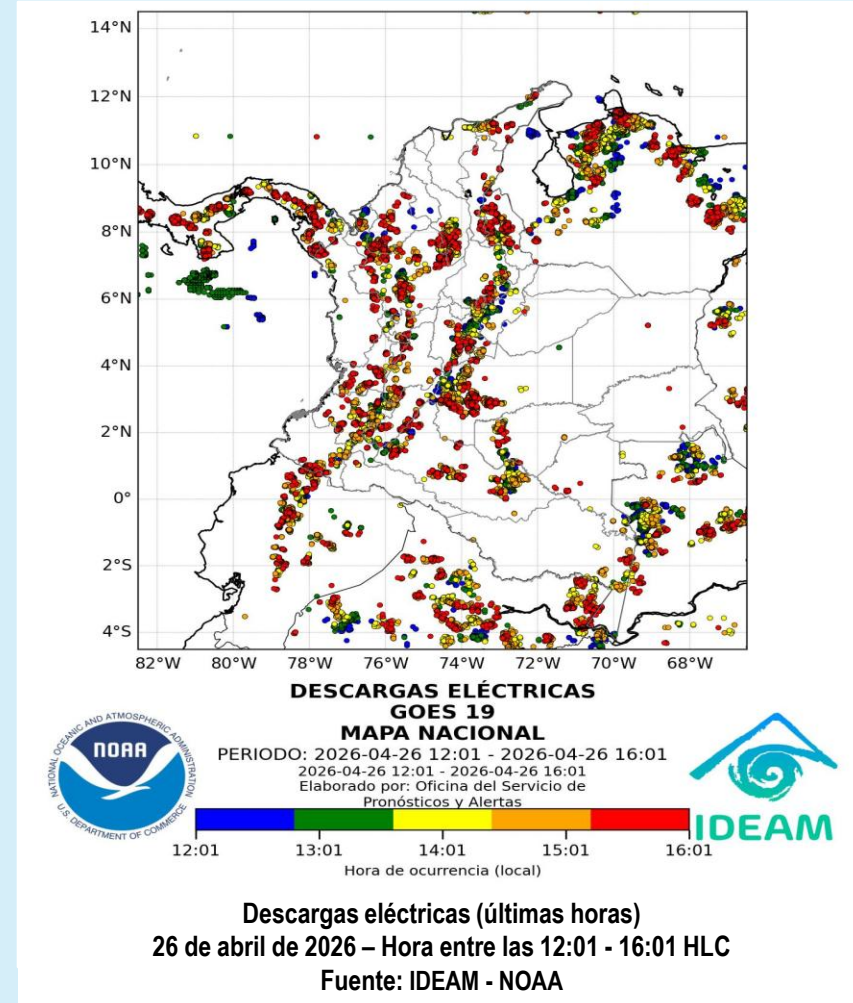 14°N
12°N
10°N
8°N
6°N
4°N
2°N
0°
2°S
4°S
82°W 80°W 78°W 76°W 74°W 72°W 70°W 68°W
DESCARGAS ELÉCTRICAS
GOES 19
MAPA NACIONAL
PERIODO: 2026-04-26 12:01 - 2026-04-26 16:01
2026-04-26 12:01 - 2026-04-26 16:01
Elaborado por: Oficina del Servicio de
Pronósticos y Alertas
NATIONAL OCEANIC AND ATMOSPHERIC ADMINISTRATION
NOAA
U.S. DEPARTMENT OF COMMERCE
IDEAM
12:01 13:01 14:01 15:01 16:01
Hora de ocurrencia (local)
Descargas eléctricas (últimas horas)
26 de abril de 2026 – Hora entre las 12:01 - 16:01 HLC
Fuente: IDEAM - NOAA